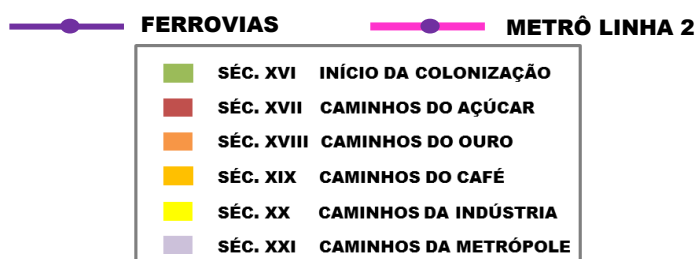 FERROVIAS METRÔ LINHA 2
SÉC. XVI INÍCIO DA COLONIZAÇÃO
SÉC. XVII CAMINHOS DO AÇÚCAR
SÉC. XVIII CAMINHOS DO OURO
SÉC. XIX CAMINHOS DO CAFÉ
SÉC. XX CAMINHOS DA INDÚSTRIA
SÉC. XXI CAMINHOS DA METRÓPOLE